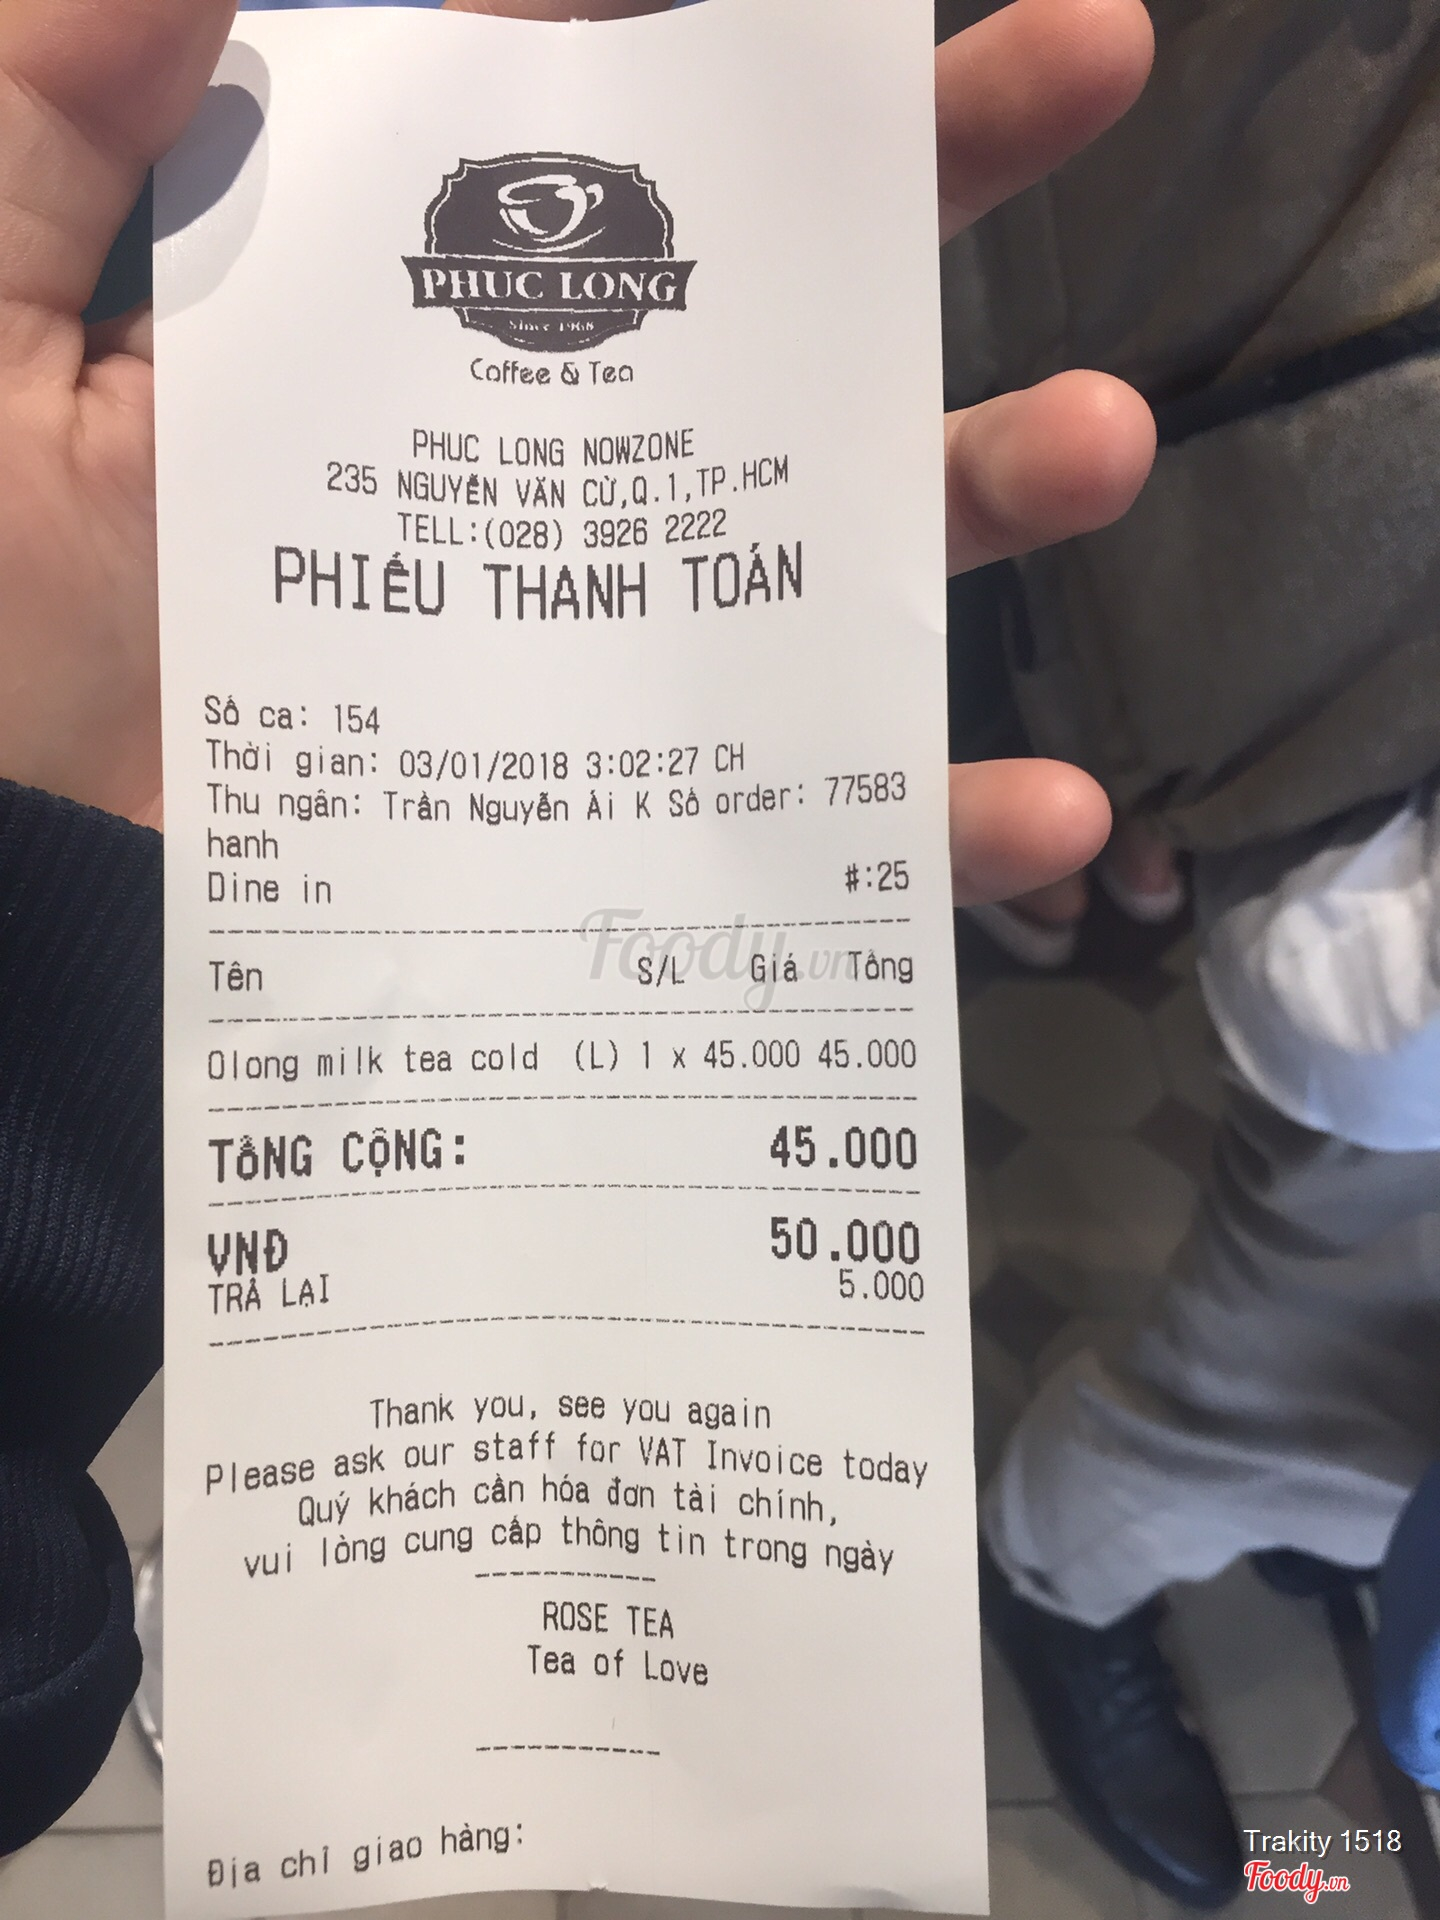 PHUC LONG
Since 1968
Coffee & Tea
PHUC LONG NOWZONE
235 NGUYỄN VĂN CỪ,Q.1,TP.HCM
TELL:(028) 3926 2222
PHIẾU THANH TOÁN
Số ca: 154
Thời gian: 03/01/2018 3:02:27 CH
Thu ngân: Trần Nguyễn Ái K Số order: 77583
hanh
Dine in #:25
Foody.vn
Tên S/L Giá Tổng
Olong milk tea cold (L) 1 x 45.000 45.000
TỔNG CỘNG: 45.000
VNĐ 50.000
TRẢ LẠI 5.000
Thank you, see you again
Please ask our staff for VAT Invoice today
Quý khách cần hóa đơn tài chính,
vui lòng cung cấp thông tin trong ngày
ROSE TEA
Tea of Love
Địa chỉ giao hàng:
Trakity 1518
Foody.vn